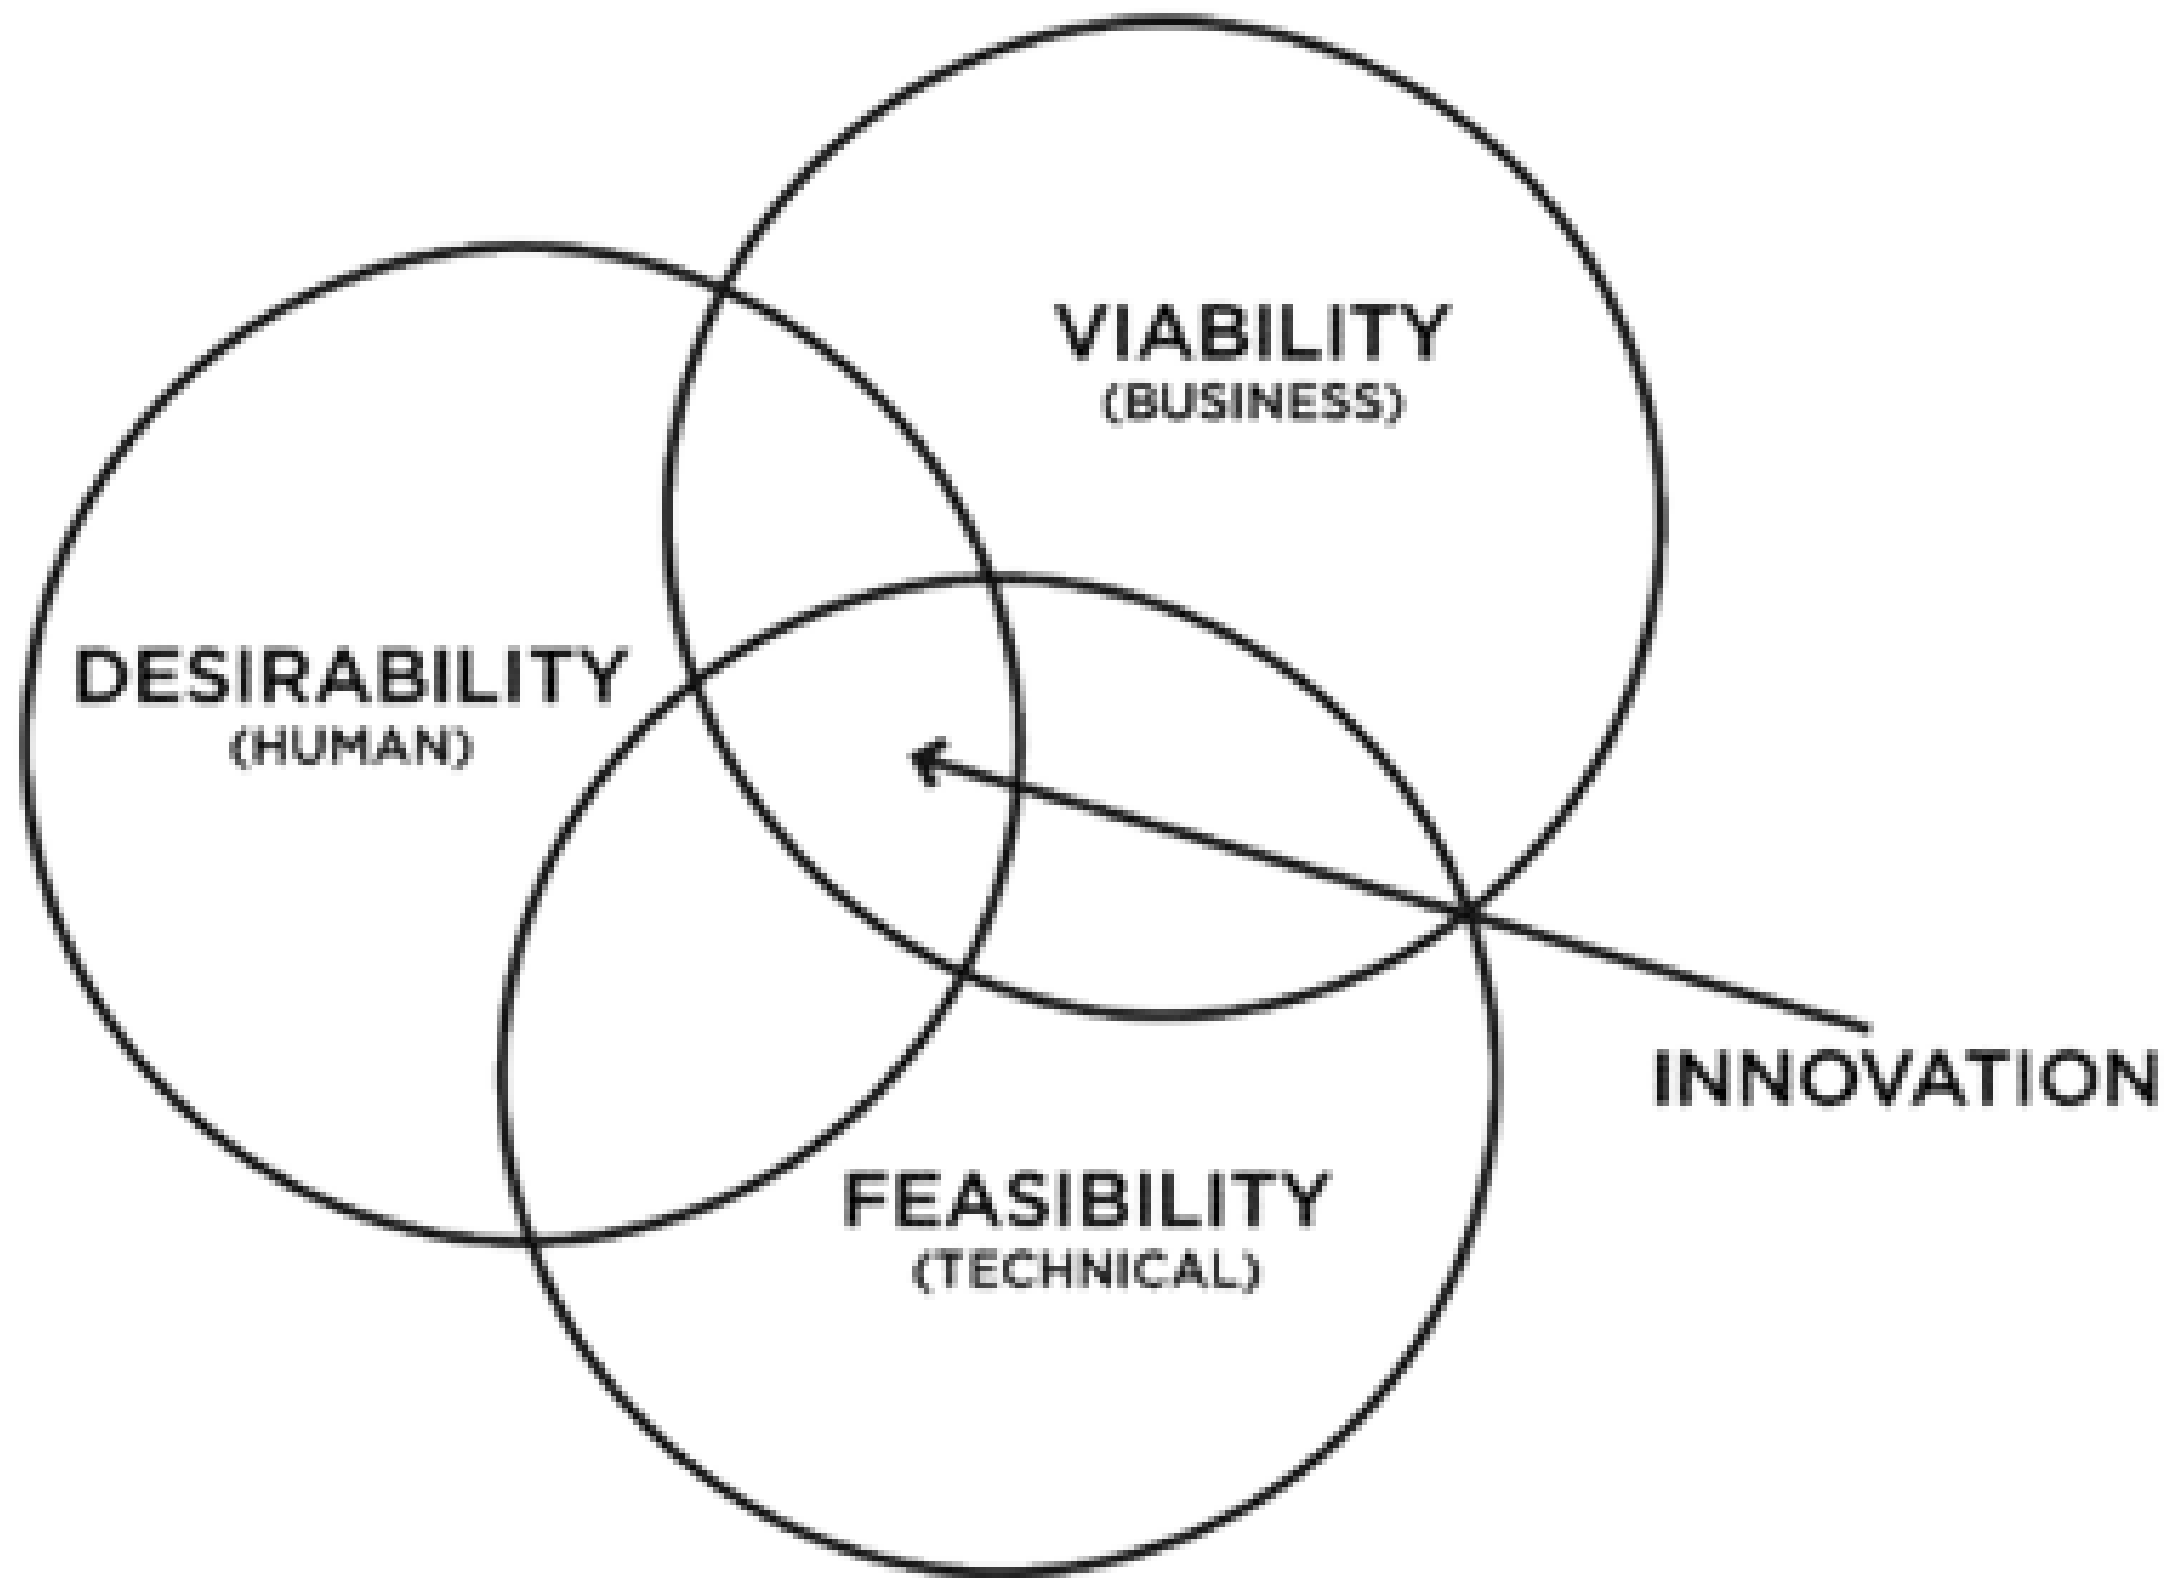 VIABILITY
(BUSINESS)
DESIRABILITY
(HUMAN)
INNOVATION
FEASIBILITY
(TECHNICAL)